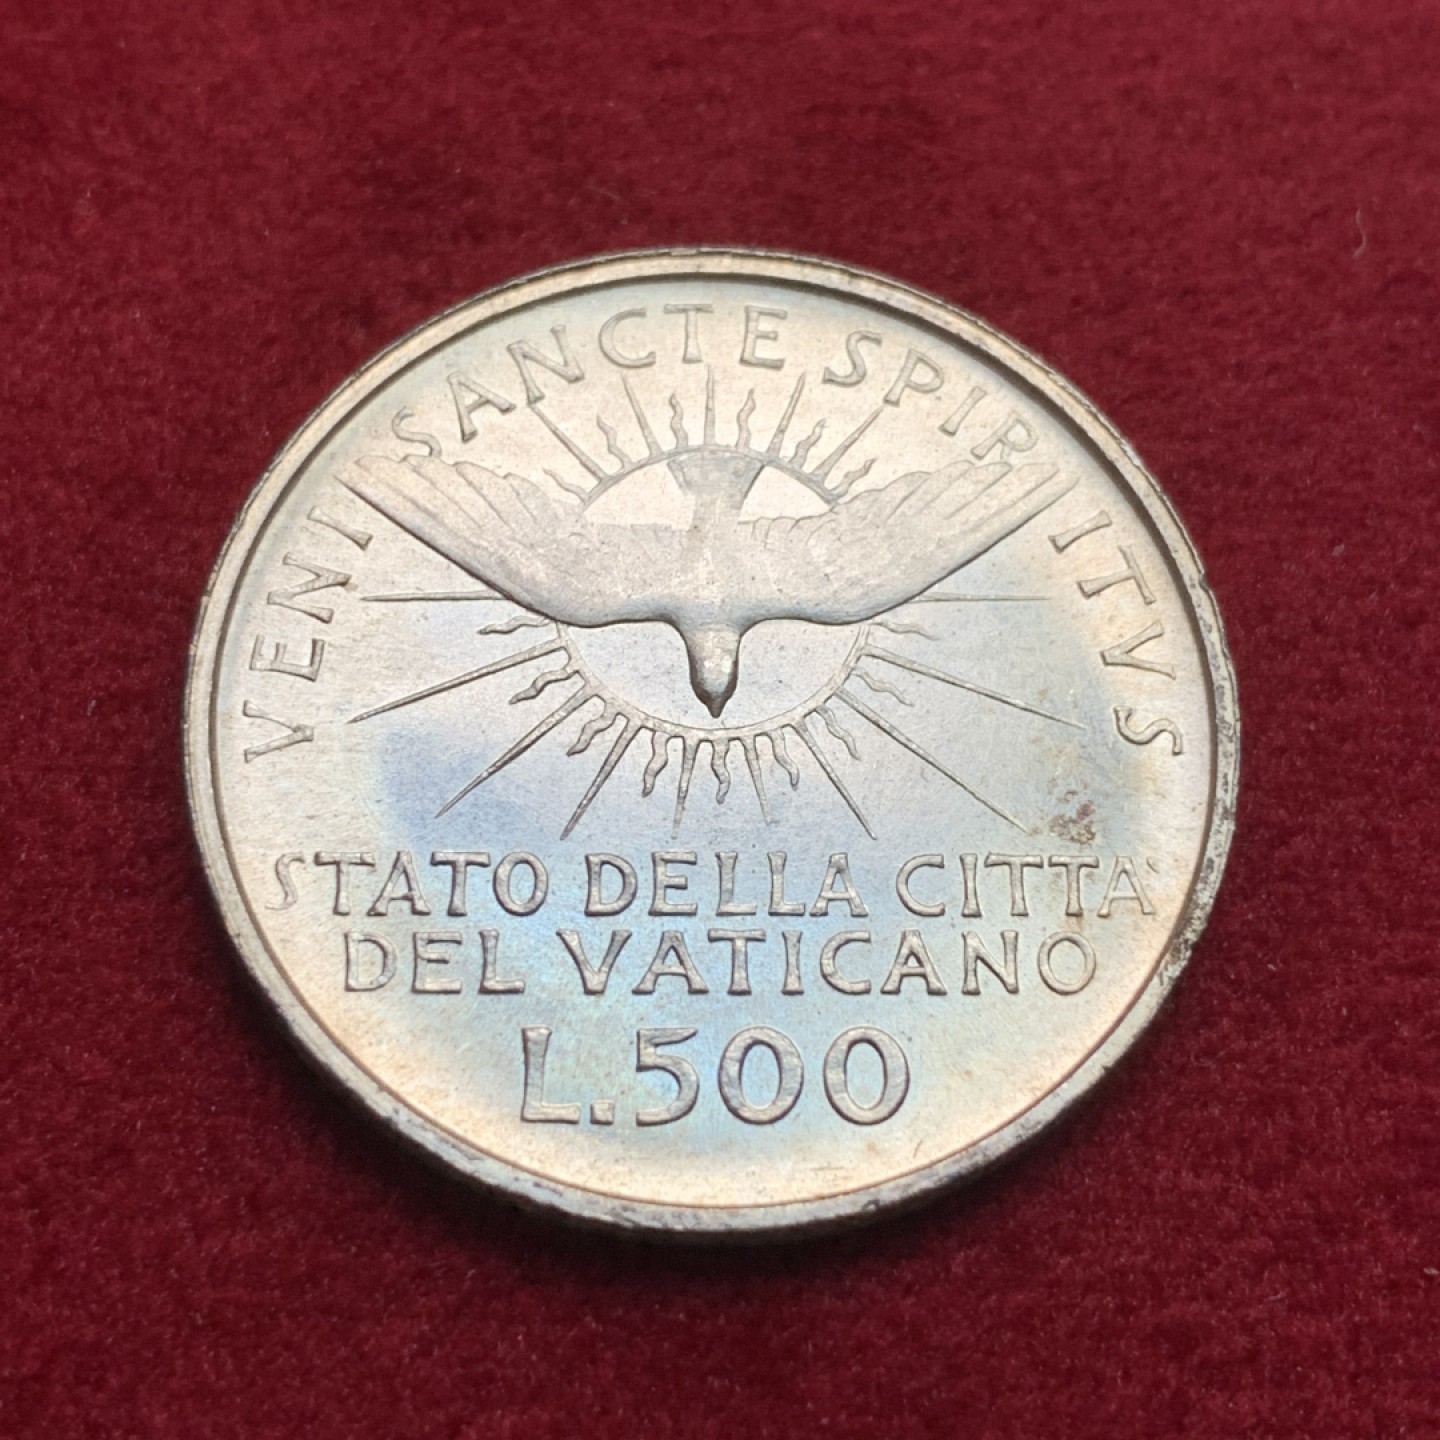 VENI SANCTE SPIRITVS
STATO DELLA CITTA'
DEL VATICANO
L.500